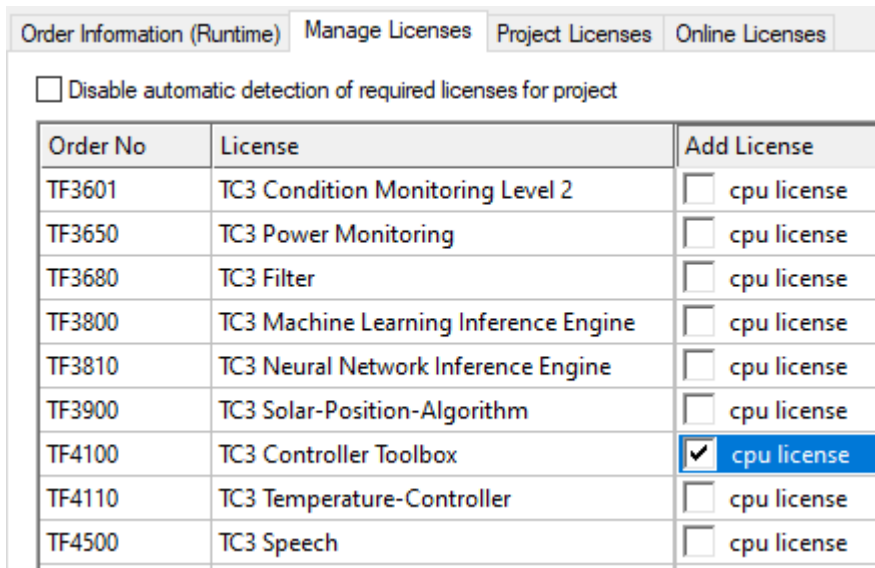 Order Information (Runtime) Manage Licenses Project Licenses Online Licenses
Disable automatic detection of required licenses for project
Order No License Add License
TF3601 TC3 Condition Monitoring Level 2 cpu license
TF3650 TC3 Power Monitoring cpu license
TF3680 TC3 Filter cpu license
TF3800 TC3 Machine Learning Inference Engine cpu license
TF3810 TC3 Neural Network Inference Engine cpu license
TF3900 TC3 Solar-Position-Algorithm cpu license
TF4100 TC3 Controller Toolbox cpu license
TF4110 TC3 Temperature-Controller cpu license
TF4500 TC3 Speech cpu license